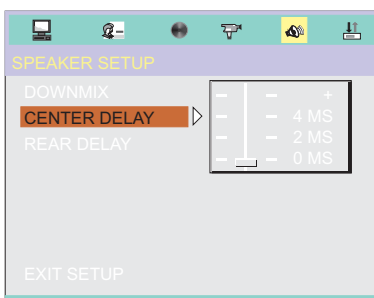 SPEAKER SETUP
DOWNMIX
CENTER DELAY
REAR DELAY
+
4 MS
2 MS
0 MS
EXIT SETUP